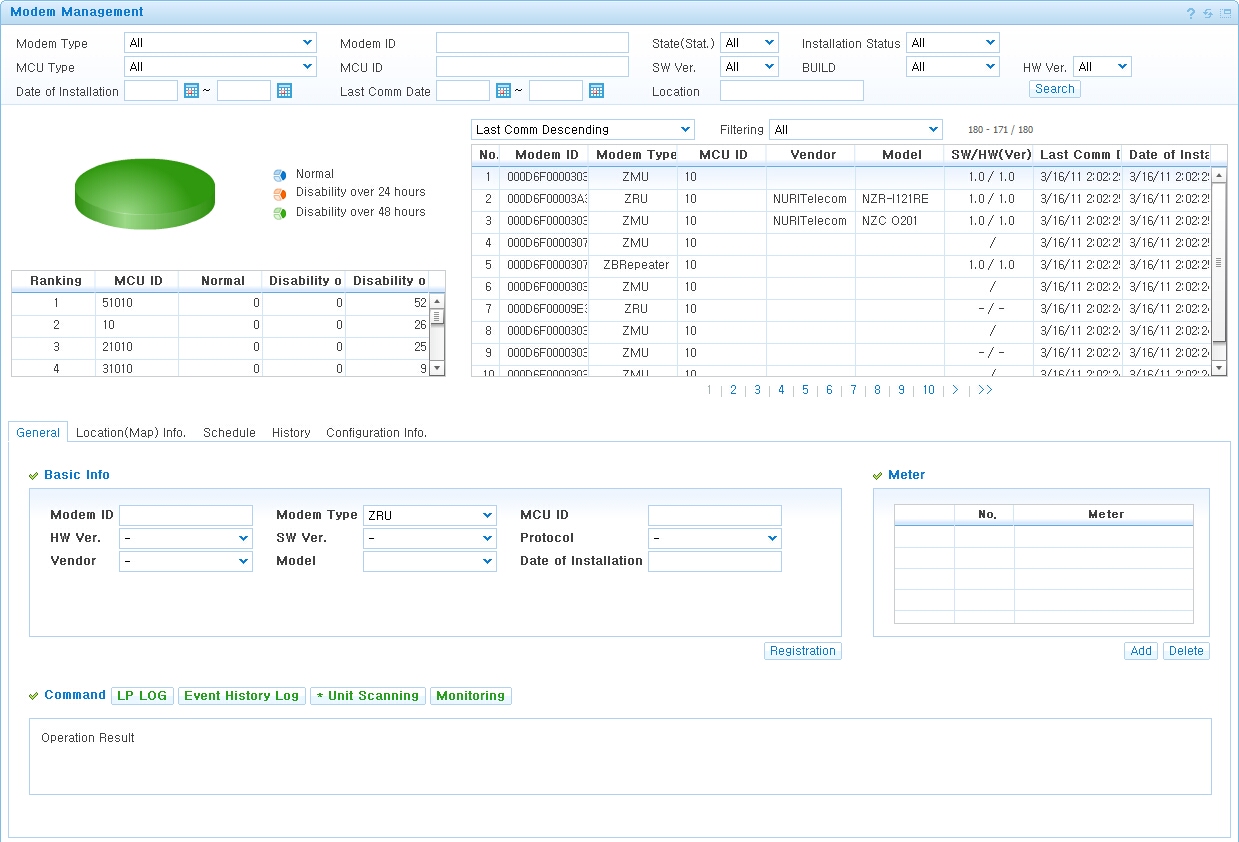 Modem Management
Modem Type All Modem ID State(Stat.) All Installation Status All
MCU Type All MCU ID SW Ver. All BUILD All HW Ver. All
Date of Installation ~ Last Comm Date ~ Location Search
Last Comm Descending Filtering All 180 - 171 / 180
Normal
Disability over 24 hours
Disability over 48 hours
Ranking MCU ID Normal Disability o Disability o
1 51010 0 0 52
2 10 0 0 26
3 21010 0 0 25
4 31010 0 0 9
No. Modem ID Modem Type MCU ID Vendor Model SW/HW(Ver) Last Comm Date of Insta
1 000D6F0000303 ZMU 10 1.0 / 1.0 3/16/11 2:02:2 3/16/11 2:02:2
2 000D6F00003A3 ZRU 10 NURITelecom NZR-I121RE 1.0 / 1.0 3/16/11 2:02:2 3/16/11 2:02:2
3 000D6F0000303 ZMU 10 NURITelecom NZC O201 1.0 / 1.0 3/16/11 2:02:2 3/16/11 2:02:2
4 000D6F0000307 ZMU 10 / 3/16/11 2:02:2 3/16/11 2:02:2
5 000D6F0000307 ZBRepeater 10 1.0 / 1.0 3/16/11 2:02:2 3/16/11 2:02:2
6 000D6F0000303 ZMU 10 / 3/16/11 2:02:2 3/16/11 2:02:2
7 000D6F00009E3 ZRU 10 - / - 3/16/11 2:02:2 3/16/11 2:02:2
8 000D6F0000303 ZMU 10 / 3/16/11 2:02:2 3/16/11 2:02:2
9 000D6F0000303 ZMU 10 - / - 3/16/11 2:02:2 3/16/11 2:02:2
10 000D6F0000303 ZMU 10 / 3/16/11 2:02:2 3/16/11 2:02:2
1 | 2 | 3 | 4 | 5 | 6 | 7 | 8 | 9 | 10 | > | >>
General Location(Map) Info. Schedule History Configuration Info.
Basic Info
Modem ID Modem Type ZRU MCU ID
HW Ver. - SW Ver. - Protocol -
Vendor - Model Date of Installation
Registration
Meter
No. Meter
Add Delete
Command LP LOG Event History Log * Unit Scanning Monitoring
Operation Result